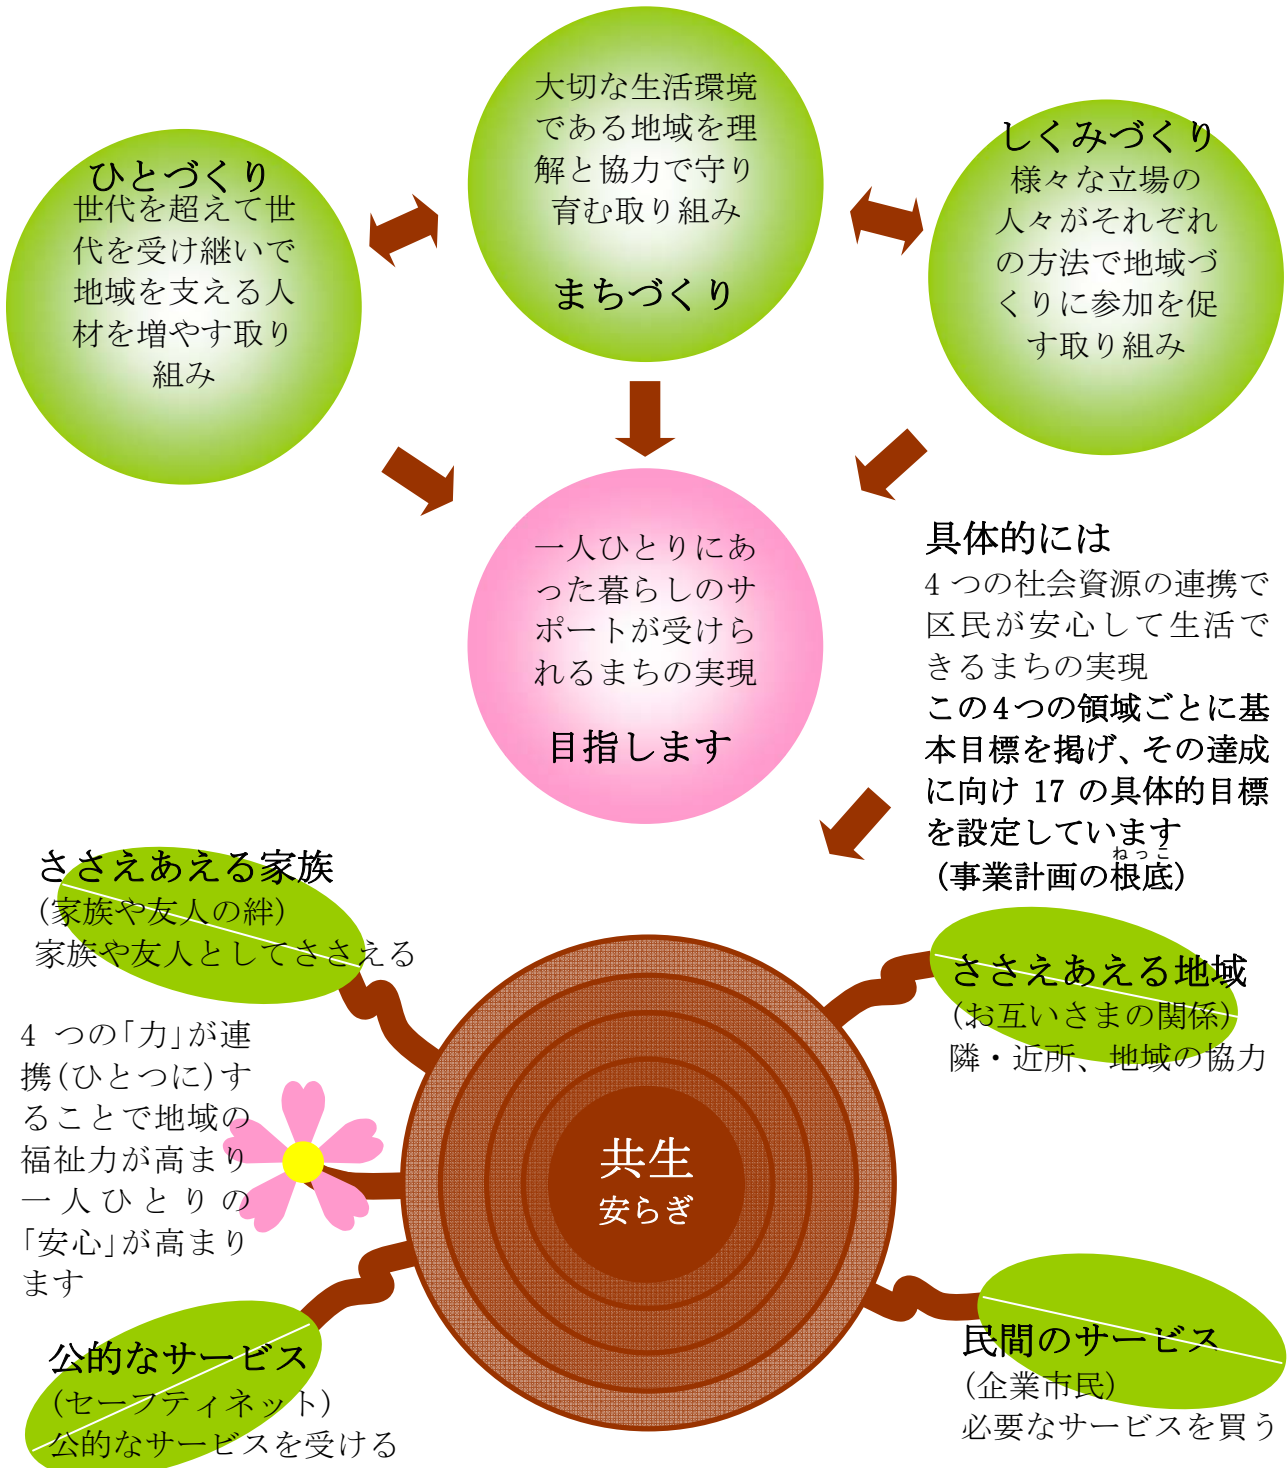 大切な生活環境
である地域を理
解と協力で守り
育む取り組み
まちづくり
ひとづくり
世代を超えて世
代を受け継いで
地域を支える人
材を増やす取り
組み
しくみづくり
様々な立場の
人々がそれぞれ
の方法で地域づ
くりに参加を促
す取り組み
一人ひとりにあ
った暮らしのサ
ポートが受けら
れるまちの実現
目指します
具体的には
4つの社会資源の連携で
区民が安心して生活で
きるまちの実現
この4つの領域ごとに基
本目標を掲げ、その達成
に向け 17 の具体的目標
を設定しています
ねっこ
(事業計画の根底)
ささえあえる家族
(家族や友人の絆)
家族や友人としてささえる
ささえあえる地域
(お互いさまの関係)
隣・近所、地域の協力
4 つの「力」が連
携(ひとつに)す
ることで地域の
福祉力が高まり
一人ひとりの
「安心」が高まり
ます
共生
安らぎ
公的なサービス
(セーフティネット)
公的なサービスを受ける
民間のサービス
(企業市民)
必要なサービスを買う